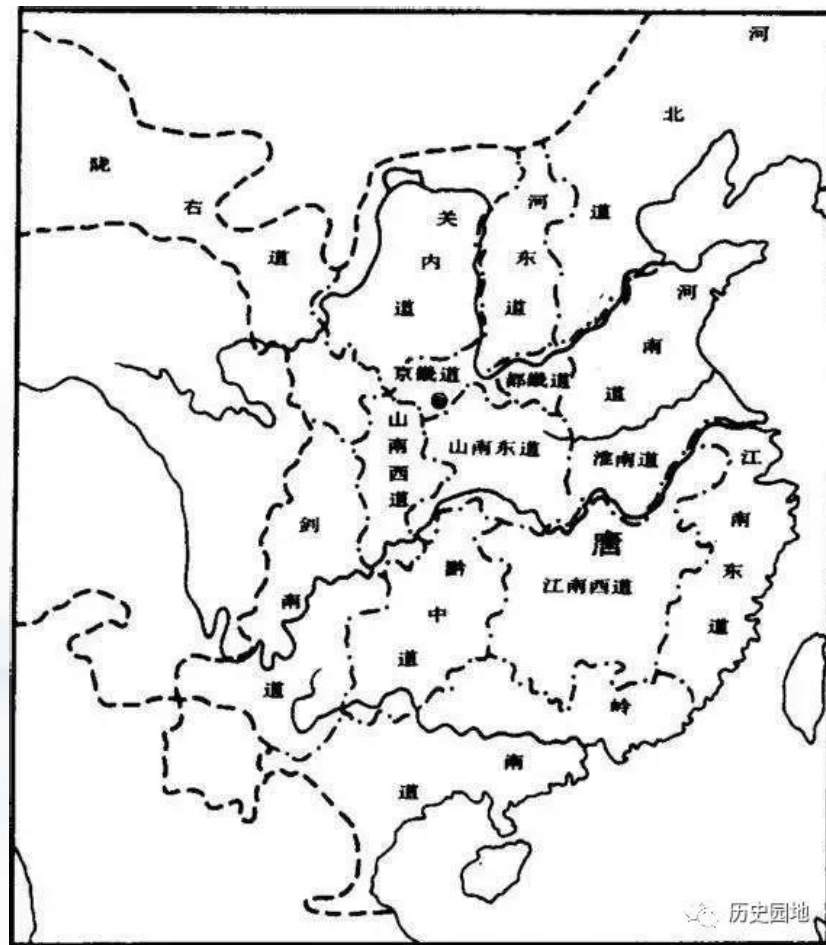 河北道
陇右道
关内道
河东道
河南道
京畿道
都畿道
山南西道
山南东道
淮南道
江南东道
剑南道
唐
黔中道
江南西道
岭南道
历史园地